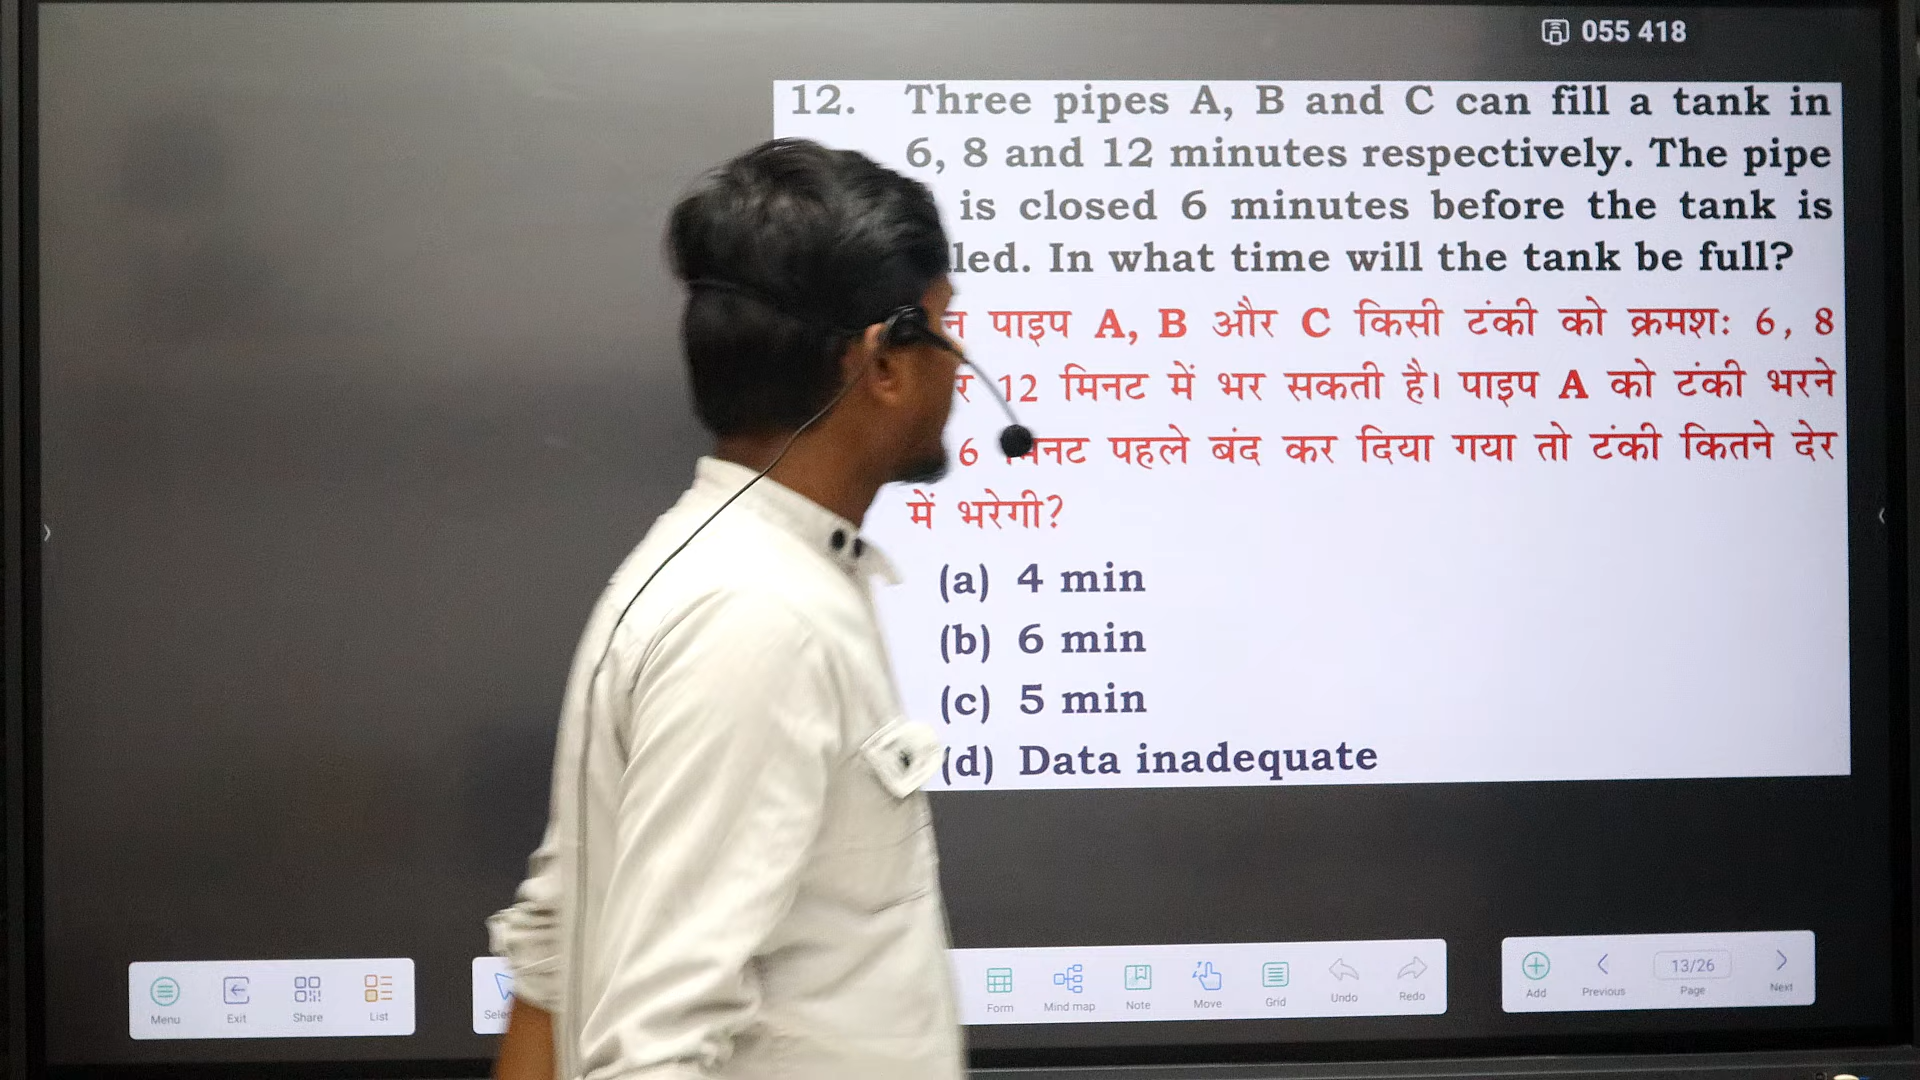 055 418
12. Three pipes A, B and C can fill a tank in
6, 8 and 12 minutes respectively. The pipe
is closed 6 minutes before the tank is
led. In what time will the tank be full?
पाइप A, B और C किसी टंकी को क्रमशः 6, 8
12 मिनट में भर सकती है। पाइप A को टंकी भरने
6 मिनट पहले बंद कर दिया गया तो टंकी कितने देर
में भरेगी?
(a) 4 min
(b) 6 min
(c) 5 min
(d) Data inadequate
Menu Exit Share List Form Mind map Note Move Grid Undo Redo Add Previous 13/26 Page Next